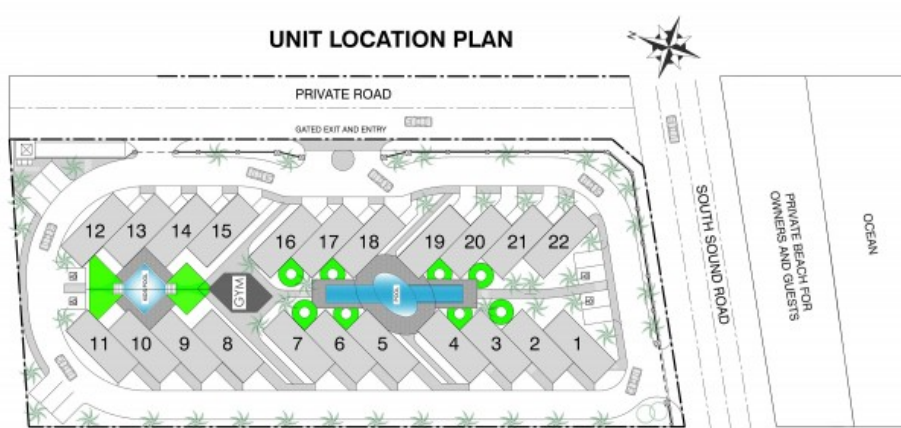 UNIT LOCATION PLAN
N
PRIVATE ROAD
GATED EXIT AND ENTRY
12 13 14 15
16 17 18
19 20 21 22
KIDS POOL
GYM
POOL
11 10 9 8
7 6 5
4 3 2 1
SOUTH SOUND ROAD
PRIVATE BEACH FOR
OWNERS AND GUESTS
OCEAN